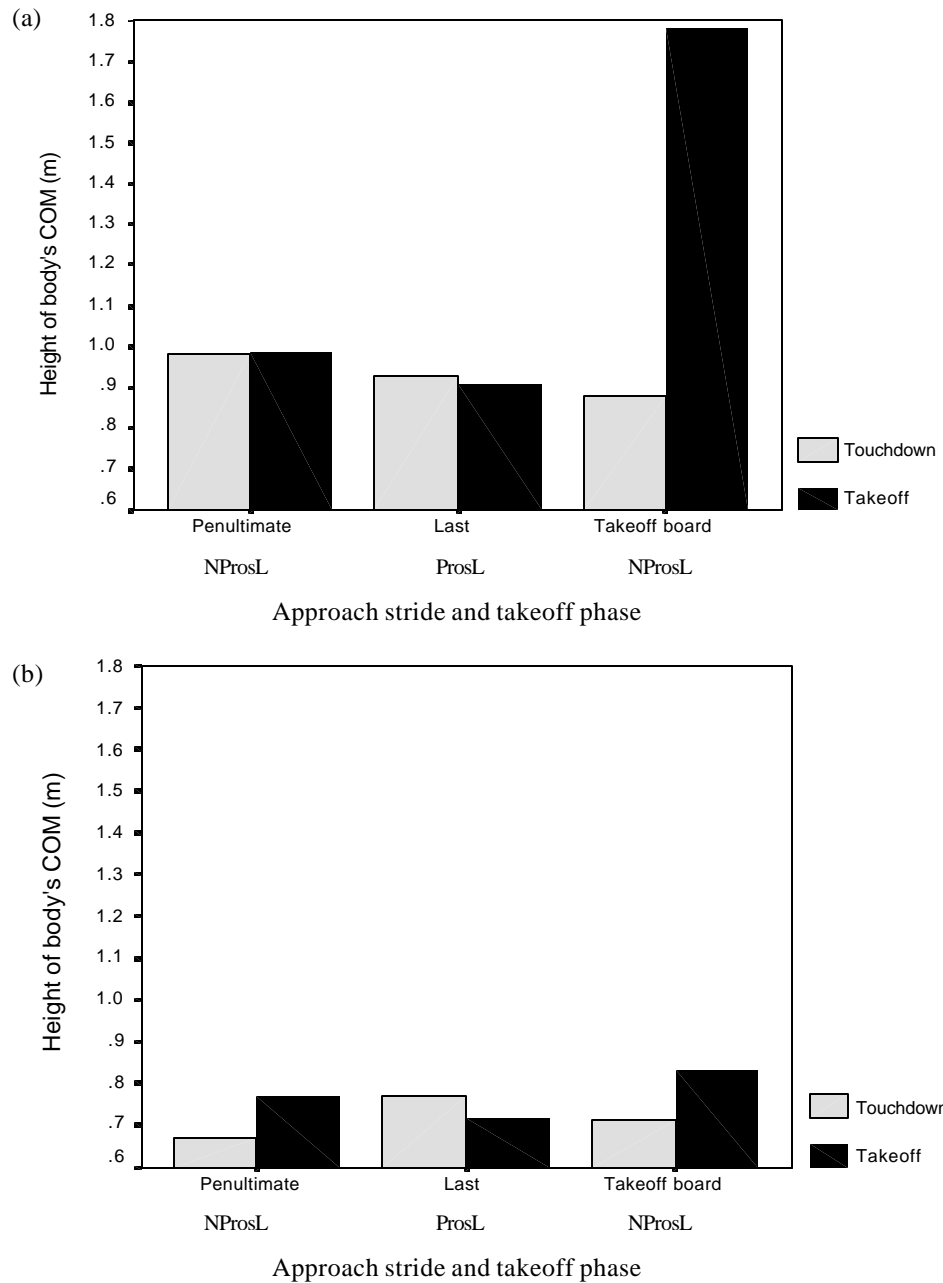 (a)
Height of body's COM (m)
1.8
1.7
1.6
1.5
1.4
1.3
1.2
1.1
1.0
.9
.8
.7
.6
Penultimate Last Takeoff board
NProsL ProsL NProsL
Approach stride and takeoff phase
Touchdown
Takeoff
(b)
Height of body's COM (m)
1.8
1.7
1.6
1.5
1.4
1.3
1.2
1.1
1.0
.9
.8
.7
.6
Penultimate Last Takeoff board
NProsL ProsL NProsL
Approach stride and takeoff phase
Touchdown
Takeoff